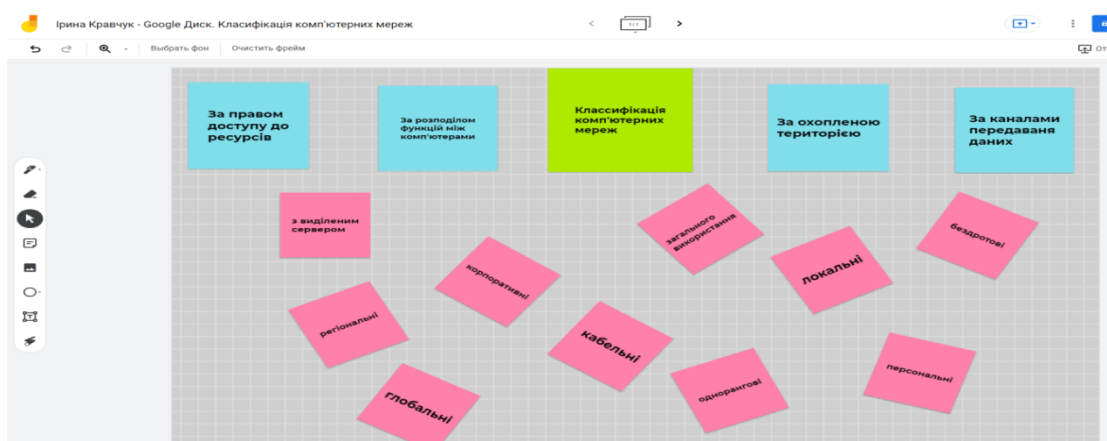 Ірина Кравчук - Google Диск. Класифікація комп'ютерних мереж
1/1
Выбрать фон
Очистить фрейм
За правом
доступу до
ресурсів
За розподілом
функцій між
комп'ютерами
Классифікація
комп'ютерних
мереж
За охопленою
територією
За каналами
передаваня
даних
з виділеним
сервером
корпоративні
загального
використання
локальні
бездротові
регіональні
кабельні
персональні
однорангові
глобальні